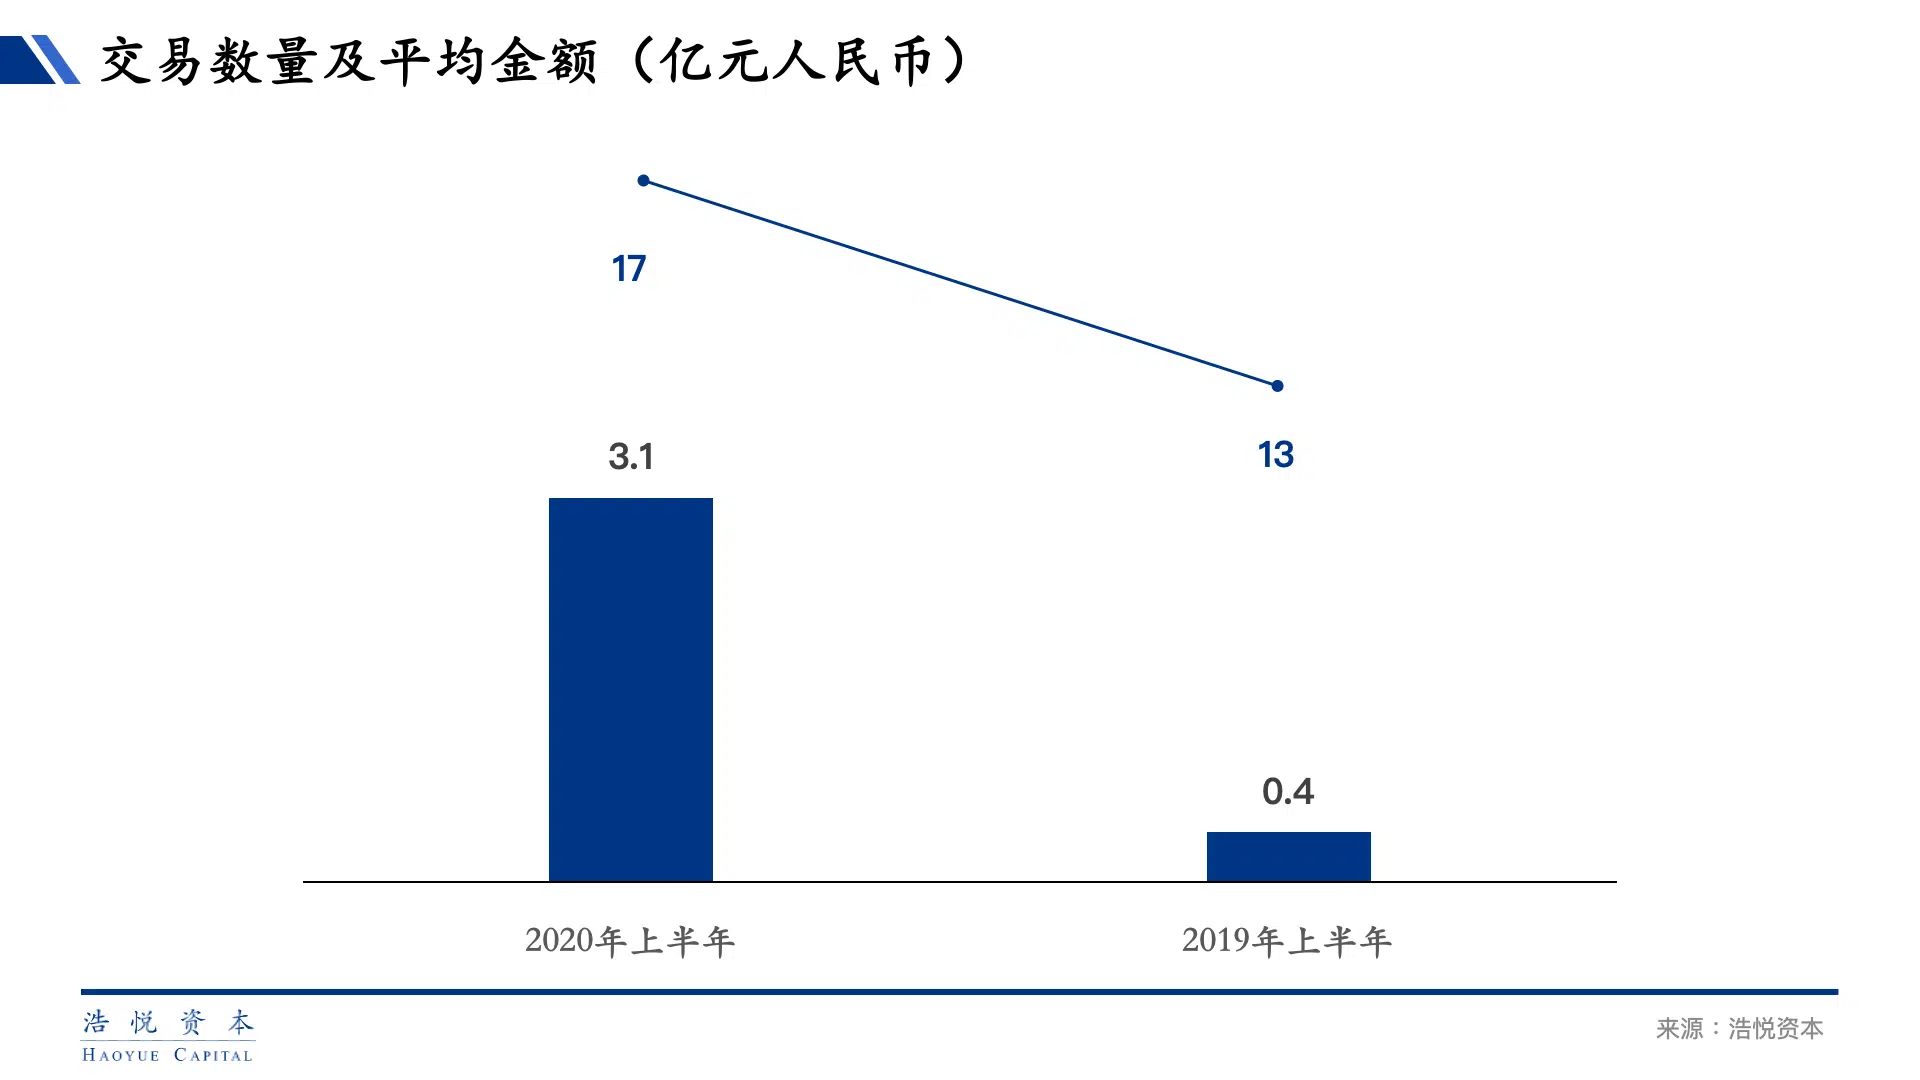 交易数量及平均金额（亿元人民币）
17
13
3.1
0.4
2020年上半年
2019年上半年
浩悦资本
HAOYUE CAPITAL
来源：浩悦资本